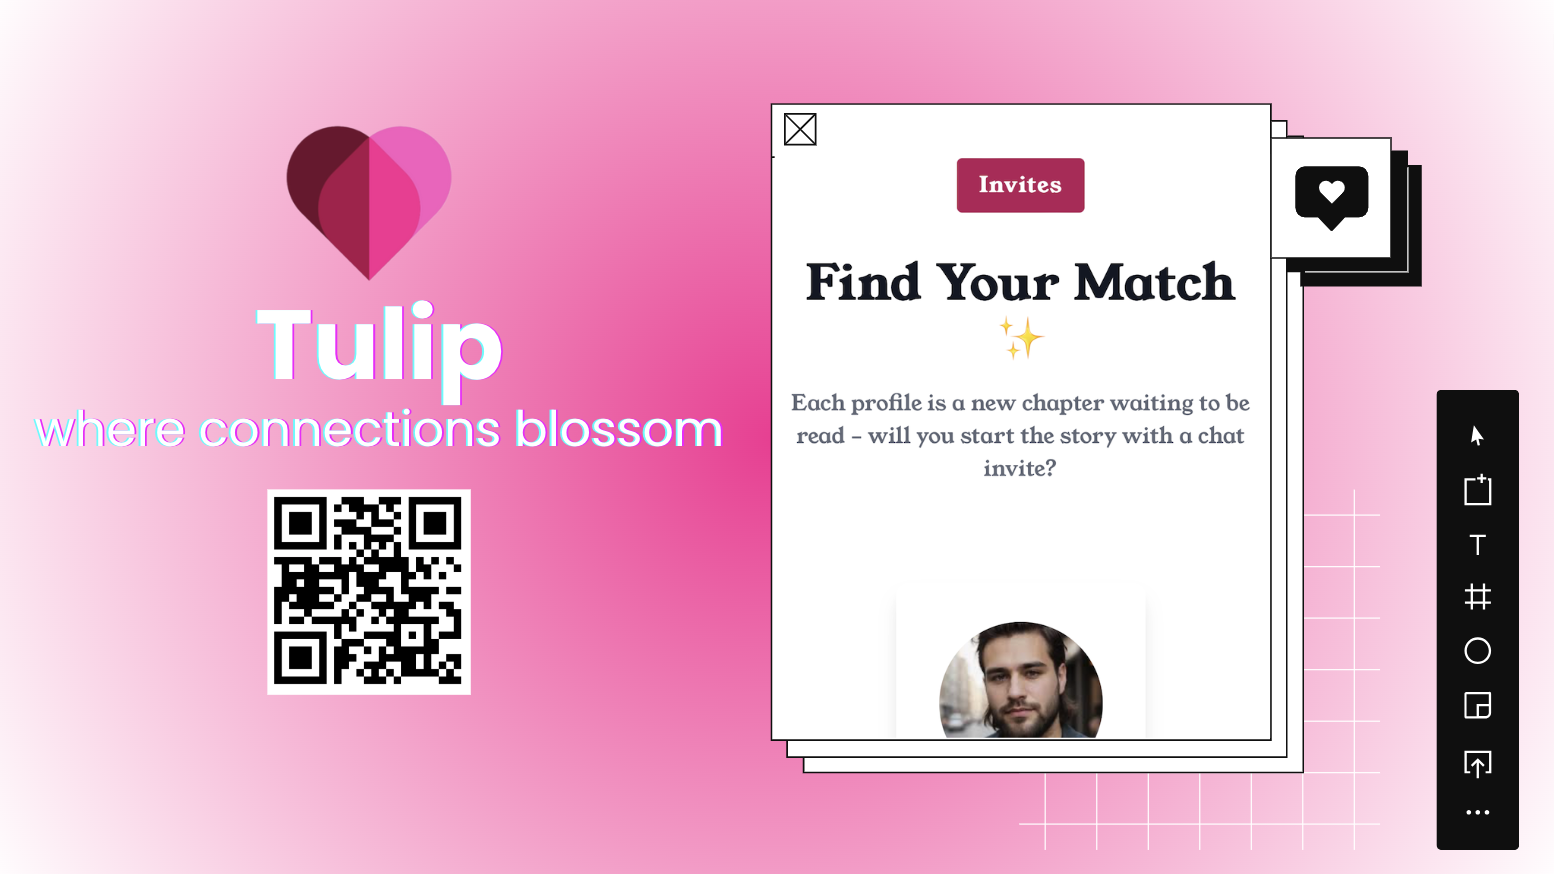 Tulip
where connections blossom
Invites
Find Your Match
✨
Each profile is a new chapter waiting to be
read – will you start the story with a chat
invite?
T